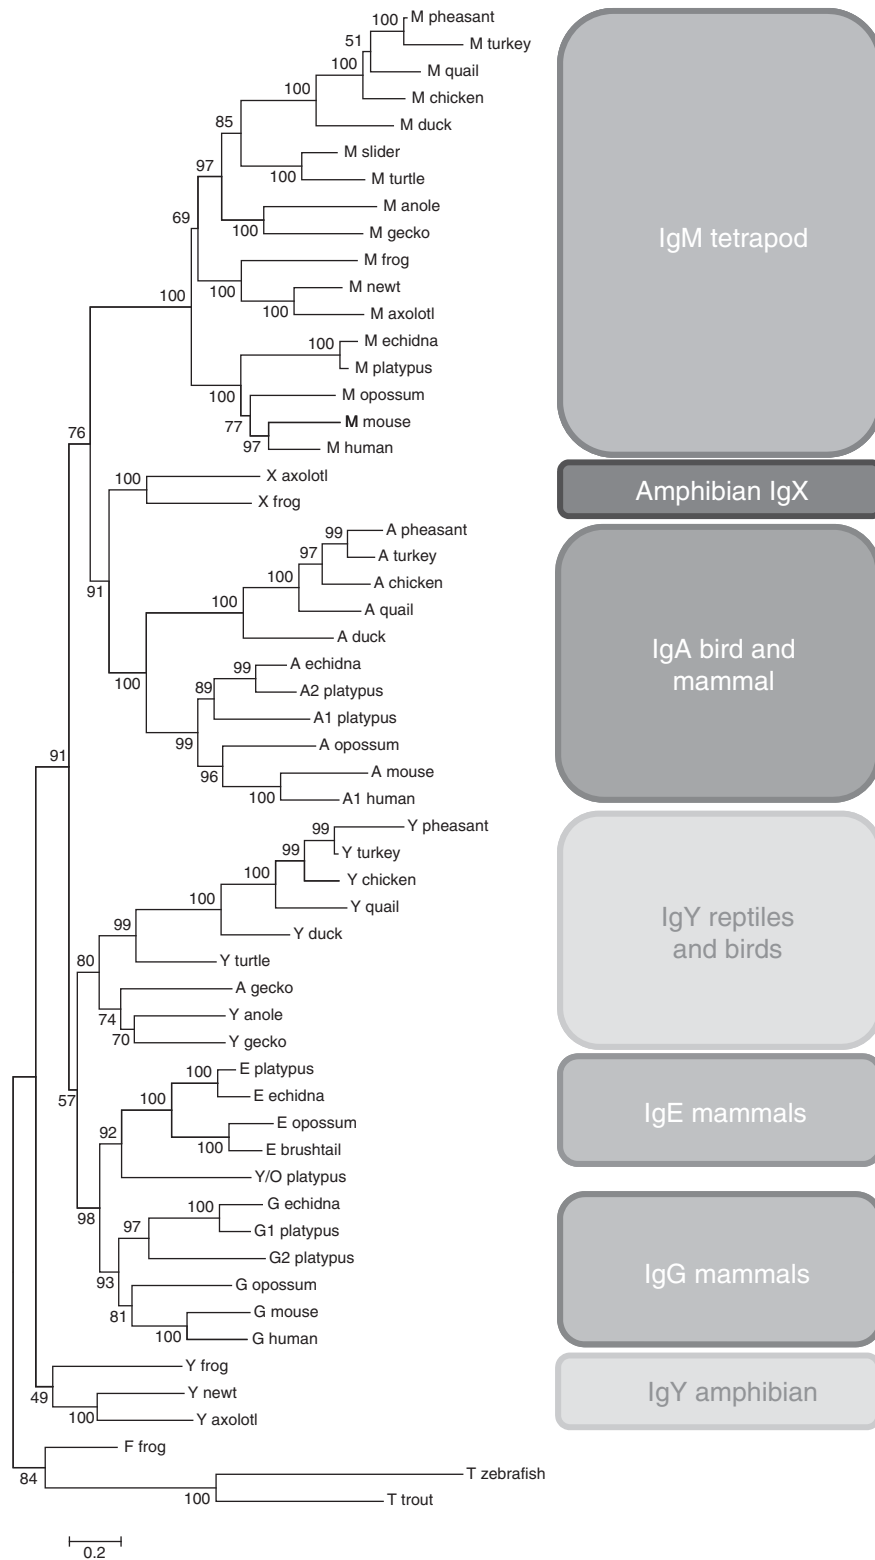 100
M pheasant
51
M turkey
100
M quail
100
M chicken
85
M duck
97
M slider
100
M turtle
69
M anole
100
M gecko
IgM tetrapod
M frog
100
M newt
100
100
M axolotl
100
M echidna
M platypus
100
M opossum
77
M mouse
76
97
M human
100
X axolotl
Amphibian IgX
X frog
91
99
A pheasant
97
A turkey
100
A chicken
100
A quail
A duck
IgA bird and
mammal
99
A echidna
100
89
A2 platypus
A1 platypus
99
A opossum
91
96
A mouse
100
A1 human
99
Y pheasant
99
Y turkey
100
Y chicken
100
Y quail
IgY reptiles
and birds
99
Y duck
80
Y turtle
A gecko
74
Y anole
70
Y gecko
100
E platypus
57
100
E echidna
IgE mammals
92
E opossum
100
E brushtail
Y/O platypus
98
100
G echidna
97
G1 platypus
G2 platypus
IgG mammals
93
G opossum
81
G mouse
100
G human
Y frog
49
Y newt
IgY amphibian
100
Y axolotl
F frog
84
T zebrafish
100
T trout
0.2